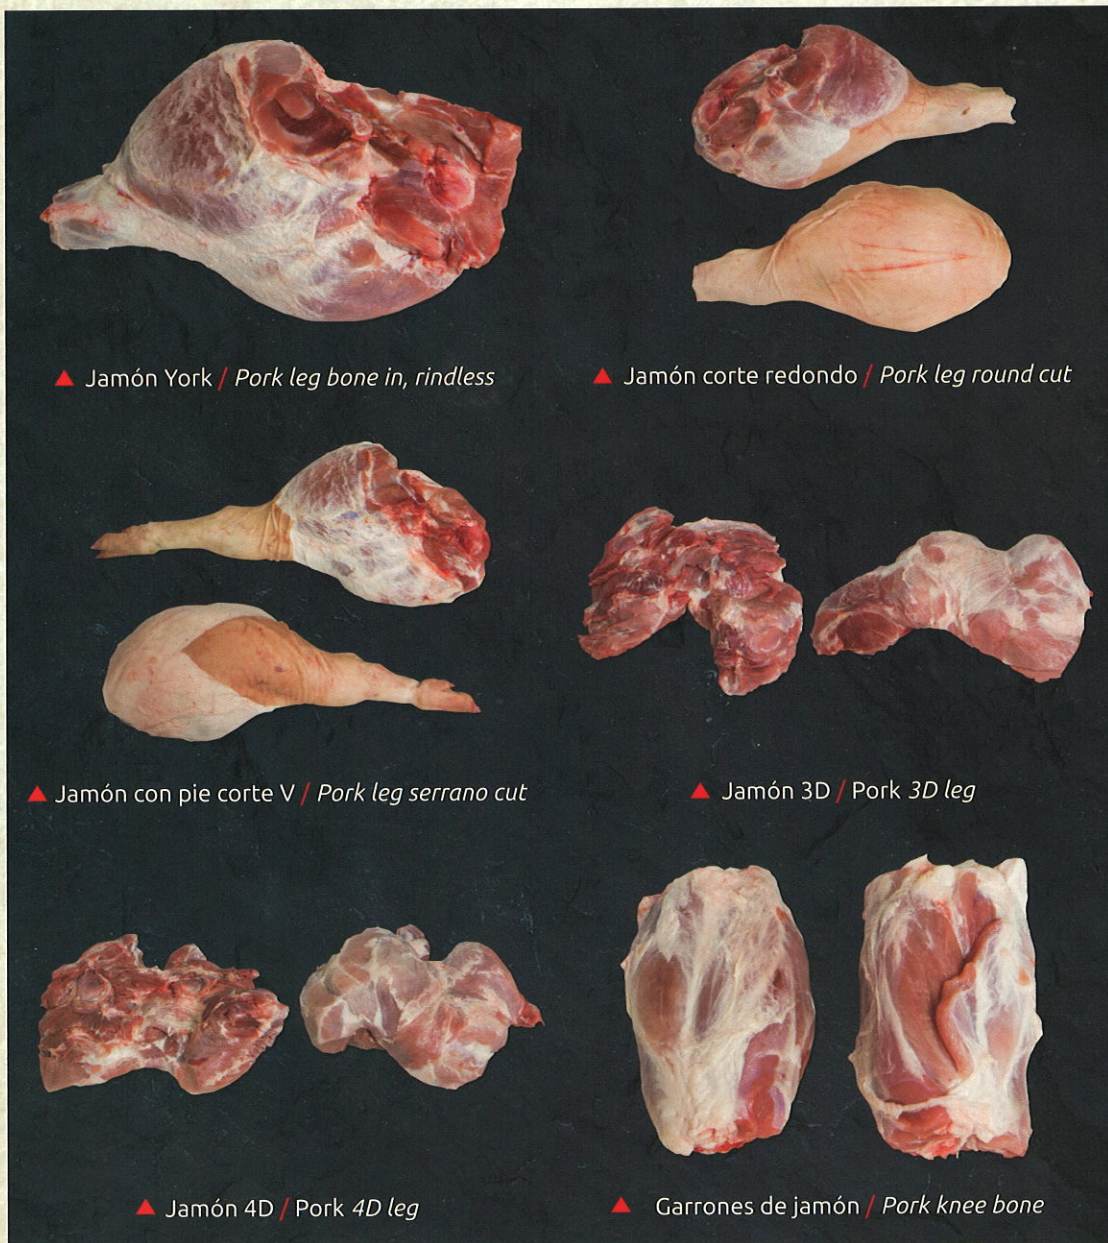 ▲ Jamón York / Pork leg bone in, rindless
▲ Jamón corte redondo / Pork leg round cut
▲ Jamón con pie corte V / Pork leg serrano cut
▲ Jamón 3D / Pork 3D leg
▲ Jamón 4D / Pork 4D leg
▲ Garrones de jamón / Pork knee bone